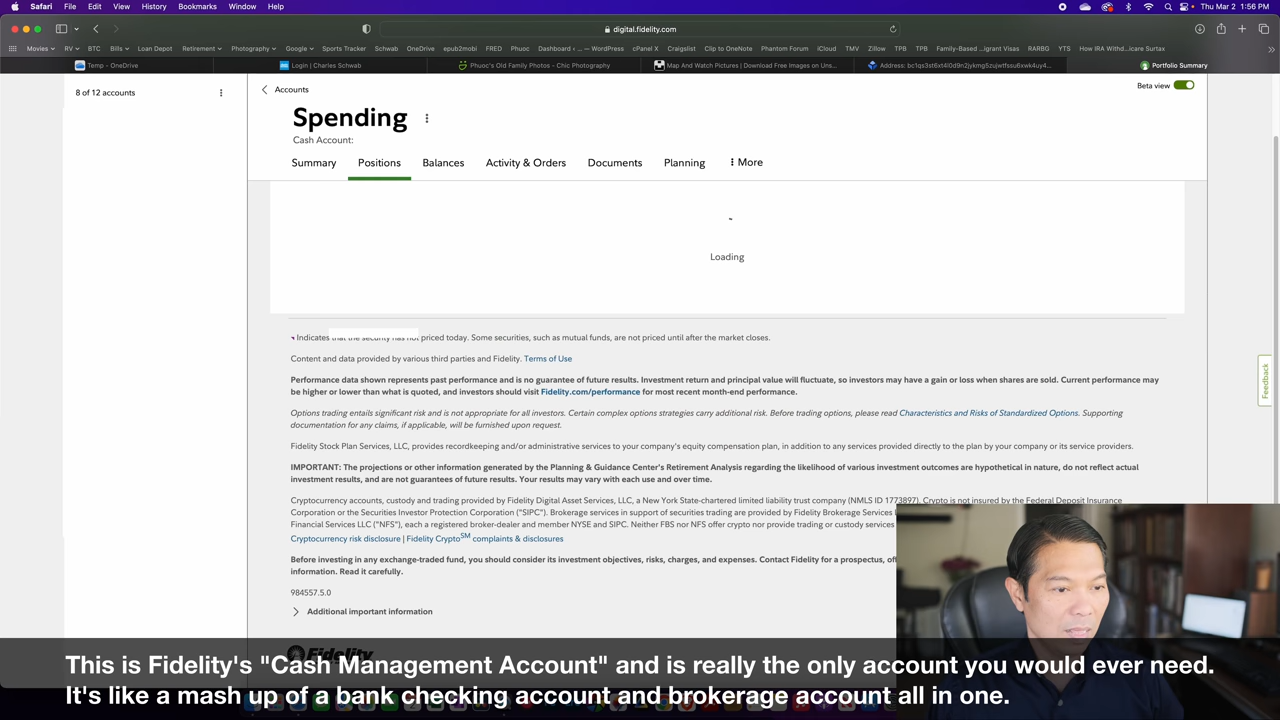 Safari File Edit View History Bookmarks Window Help Thu Mar 2 1:56 PM
digital.fidelity.com
Movies RV BTC Bills Loan Depot Retirement Photography Google Sports Tracker Schwab OneDrive epub2mobi FRED Phuoc Dashboard ‹ ... — WordPress cPanel X Craigslist Clip to OneNote Phantom Forum iCloud TMV Zillow TPB TPB Family-Based ...igrant Visas RARBG YTS How IRA Withd...icare Surtax
Temp - OneDrive Login | Charles Schwab Phuoc's Old Family Photos - Chic Photography Map And Watch Pictures | Download Free Images on Uns... Portfolio Summary
8 of 12 accounts
Accounts
Beta view
Spending
Cash Account:
Summary Positions Balances Activity & Orders Documents Planning More
Loading
Indicates that the security has not priced today. Some securities, such as mutual funds, are not priced until after the market closes.
Content and data provided by various third parties and Fidelity. Terms of Use
Performance data shown represents past performance and is no guarantee of future results. Investment return and principal value will fluctuate, so investors may have a gain or loss when shares are sold. Current performance may
be higher or lower than what is quoted, and investors should visit Fidelity.com/performance for most recent month-end performance.
Options trading entails significant risk and is not appropriate for all investors. Certain complex options strategies carry additional risk. Before trading options, please read Characteristics and Risks of Standardized Options. Supporting
documentation for any claims, if applicable, will be furnished upon request.
Fidelity Stock Plan Services, LLC, provides recordkeeping and/or administrative services to your company's equity compensation plan, in addition to any services provided directly to the plan by your company or its service providers.
IMPORTANT: The projections or other information generated by the Planning & Guidance Center's Retirement Analysis regarding the likelihood of various investment outcomes are hypothetical in nature, do not reflect actual
investment results, and are not guarantees of future results. Your results may vary with each use and over time.
Cryptocurrency accounts, custody and trading provided by Fidelity Digital Asset Services, LLC, a New York State-chartered limited liability trust company (NMLS ID 1773897). Crypto is not insured by the Federal Deposit Insurance
Corporation or the Securities Investor Protection Corporation ("SIPC"). Brokerage services in support of securities trading are provided by Fidelity Brokerage Services
Financial Services LLC ("NFS"), each a registered broker-dealer and member NYSE and SIPC. Neither FBS nor NFS offer crypto nor provide trading or custody services
Cryptocurrency risk disclosure | Fidelity CryptoSM complaints & disclosures
Before investing in any exchange-traded fund, you should consider its investment objectives, risks, charges, and expenses. Contact Fidelity for a prospectus,
information. Read it carefully.
984557.5.0
Additional important information
Fidelity
Feedback
This is Fidelity's "Cash Management Account" and is really the only account you would ever need.
It's like a mash up of a bank checking account and brokerage account all in one.